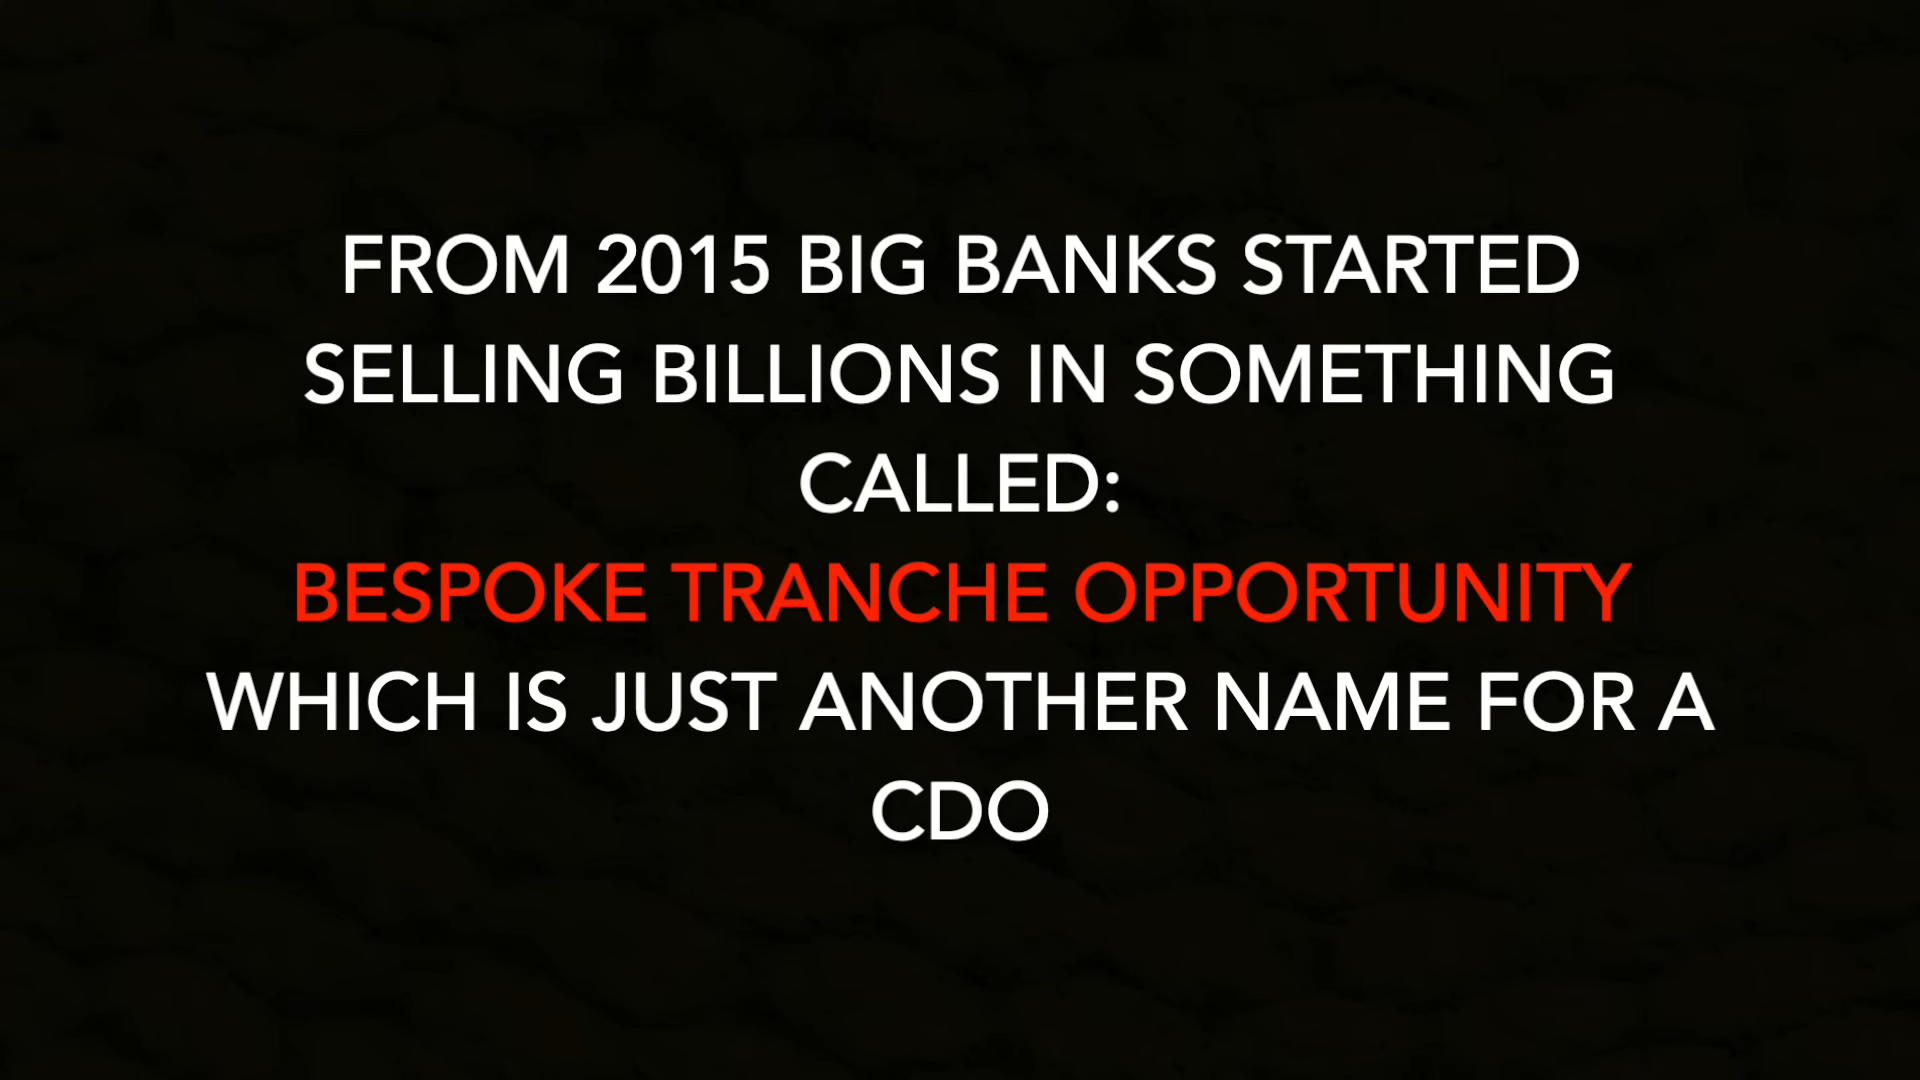 FROM 2015 BIG BANKS STARTED
SELLING BILLIONS IN SOMETHING
CALLED:
BESPOKE TRANCHE OPPORTUNITY
WHICH IS JUST ANOTHER NAME FOR A
CDO